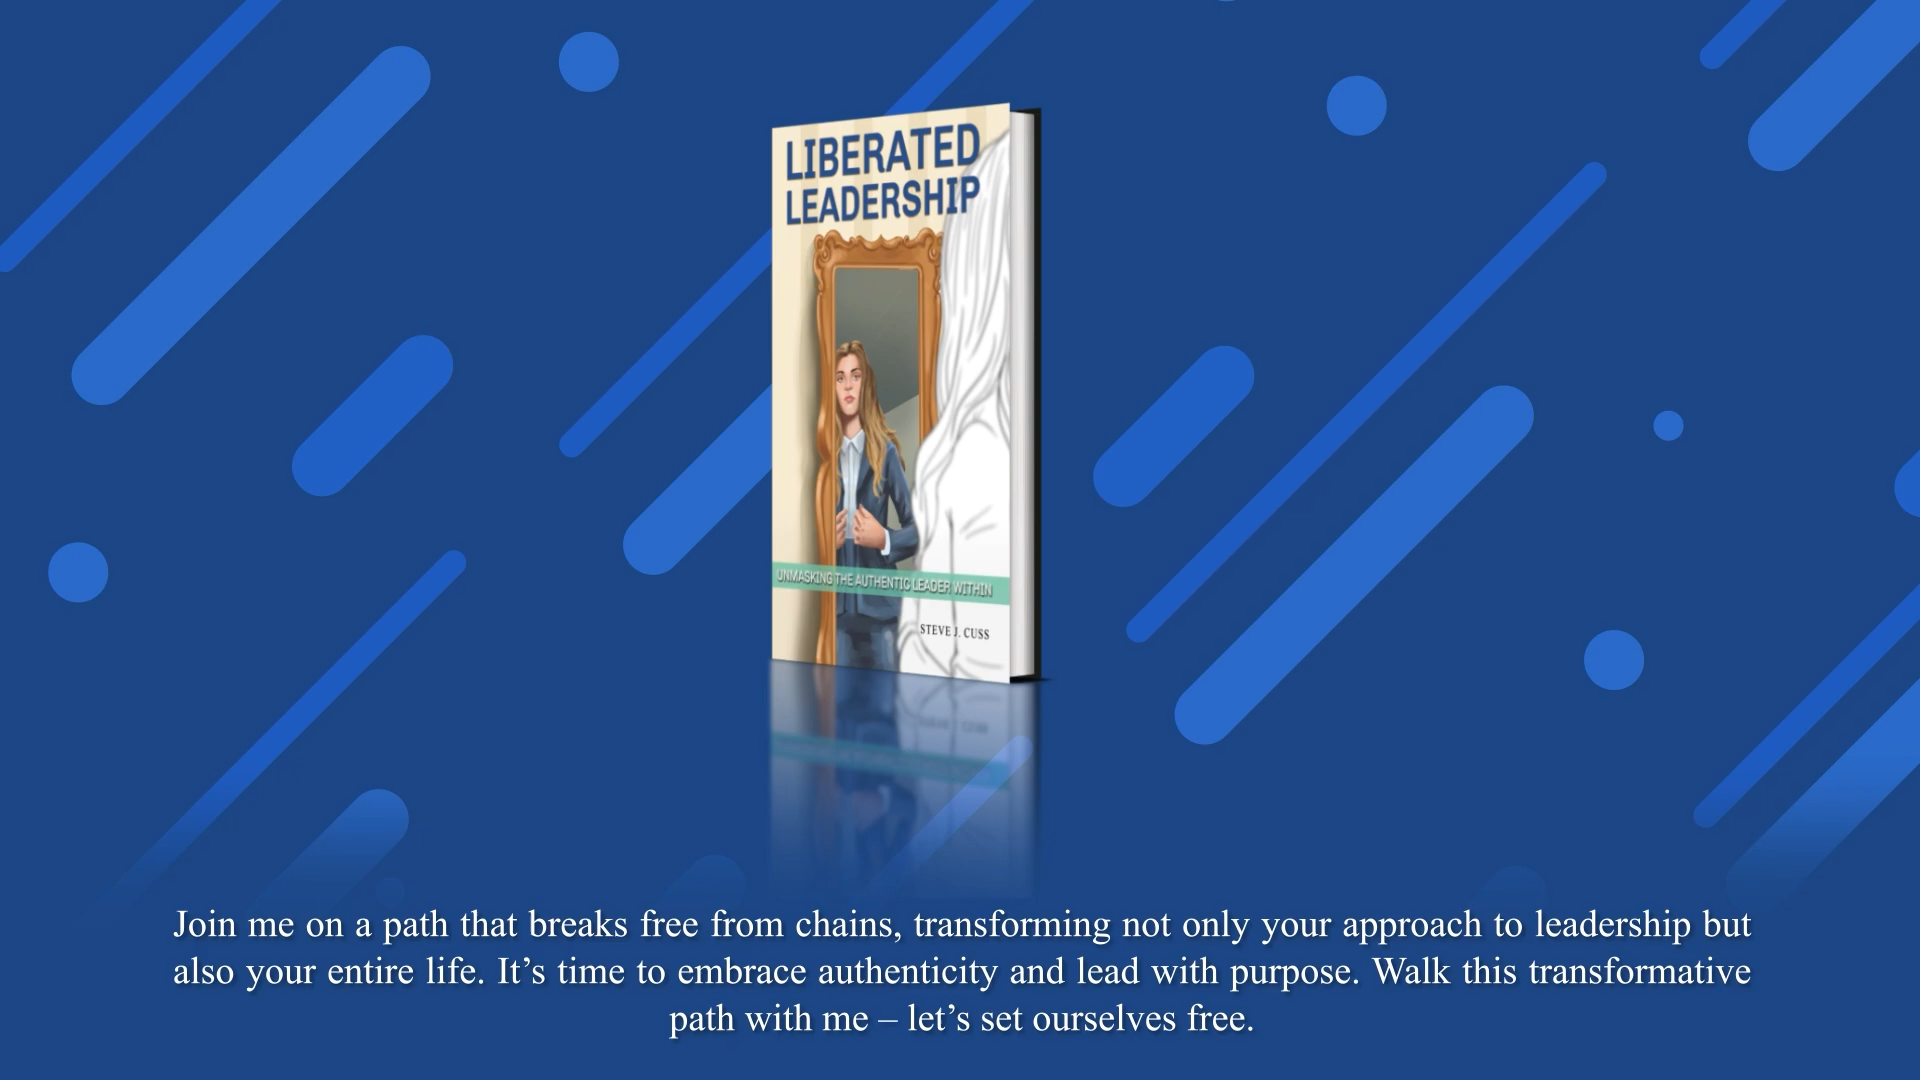 LIBERATED
LEADERSHIP
UNMASKING THE AUTHENTIC LEADER WITHIN
STEVE J. CUSS
Join me on a path that breaks free from chains, transforming not only your approach to leadership but
also your entire life. It’s time to embrace authenticity and lead with purpose. Walk this transformative
path with me – let’s set ourselves free.